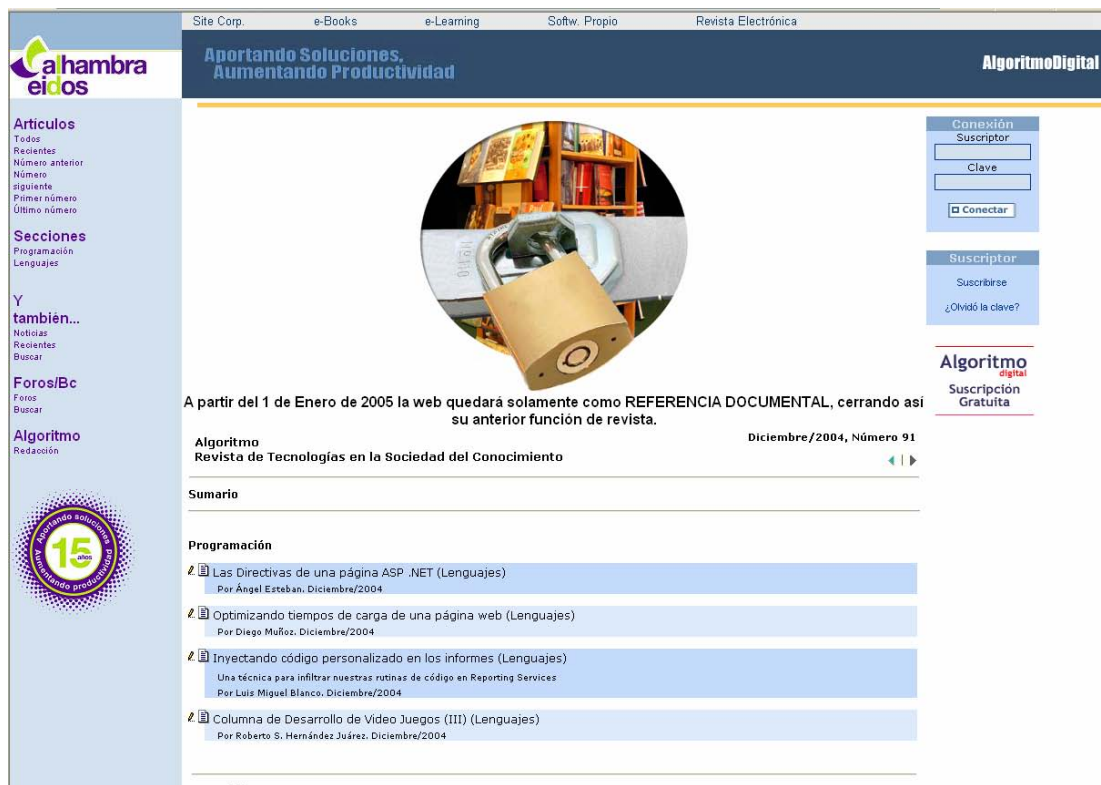 Site Corp. e-Books e-Learning Softw. Propio Revista Electrónica
alhambra
eidos
Aportando Soluciones,
Aumentando Productividad
AlgoritmoDigital
Artículos
Todos
Recientes
Número anterior
Número
siguiente
Primer número
Último número
Secciones
Programación
Lenguajes
Y
también...
Noticias
Recientes
Buscar
Foros/Bc
Foros
Buscar
Algoritmo
Redacción
Aportando soluciones
15
años
Aumentando productividad
A partir del 1 de Enero de 2005 la web quedará solamente como REFERENCIA DOCUMENTAL, cerrando así
su anterior función de revista.
Algoritmo
Revista de Tecnologías en la Sociedad del Conocimiento
Diciembre/2004, Número 91
Sumario
Programación
Las Directivas de una página ASP .NET (Lenguajes)
Por Ángel Esteban. Diciembre/2004
Optimizando tiempos de carga de una página web (Lenguajes)
Por Diego Muñoz. Diciembre/2004
Inyectando código personalizado en los informes (Lenguajes)
Una técnica para infiltrar nuestras rutinas de código en Reporting Services
Por Luis Miguel Blanco. Diciembre/2004
Columna de Desarrollo de Video Juegos (III) (Lenguajes)
Por Roberto S. Hernández Juárez. Diciembre/2004
Conexión
Suscriptor
Clave
Conectar
Suscriptor
Suscribirse
¿Olvidó la clave?
Algoritmo
digital
Suscripción
Gratuita